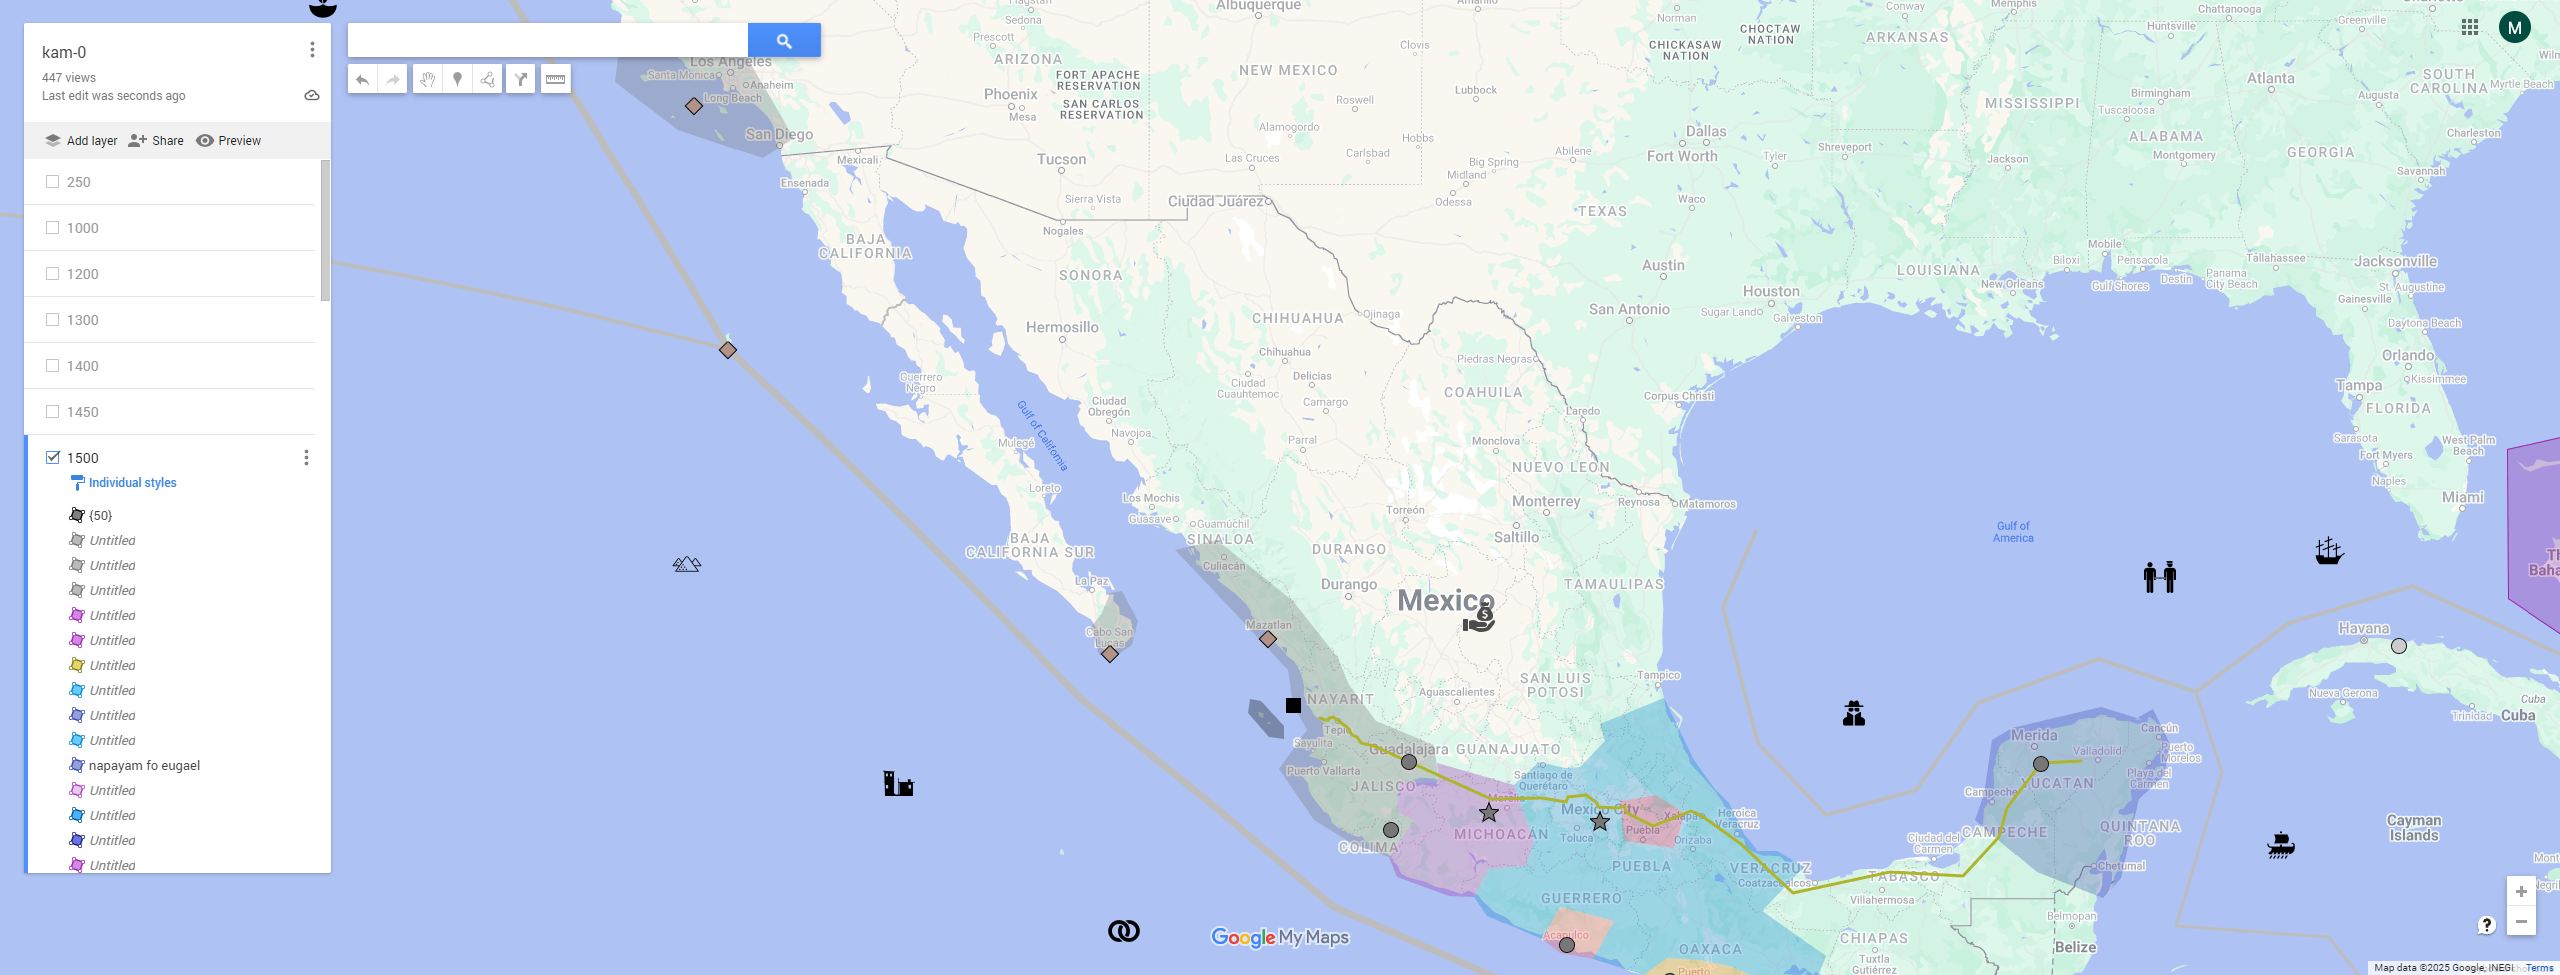 kam-0
447 views
Last edit was seconds ago
Add layer
Share
Preview
250
1000
1200
1300
1400
1450
1500
Individual styles
{50}
Untitled
Untitled
Untitled
Untitled
Untitled
Untitled
Untitled
Untitled
Untitled
napayam fo eugael
Untitled
Untitled
Untitled
Untitled
M
Albuquerque
Flagstaff
Sedona
Prescott
ARIZONA
Phoenix
Mesa
FORT APACHE
RESERVATION
SAN CARLOS
RESERVATION
NEW MEXICO
Clovis
Roswell
Lubbock
Alamogordo
Hobbs
Las Cruces
Carlsbad
Big Spring
Midland
Odessa
Abilene
Norman
CHICKASAW
NATION
CHOCTAW
NATION
Conway
ARKANSAS
Memphis
Huntsville
Chattanooga
Greenville
Atlanta
SOUTH
CAROLINA
Myrtle Beach
Augusta
Charleston
Birmingham
Tuscaloosa
MISSISSIPPI
ALABAMA
Montgomery
GEORGIA
Savannah
Jackson
Dallas
Fort Worth
Tyler
Shreveport
Waco
TEXAS
Austin
San Antonio
Houston
Sugar Land
Galveston
LOUISIANA
New Orleans
Biloxi
Mobile
Gulf Shores
Pensacola
Destin
Panama
City Beach
Tallahassee
Jacksonville
St. Augustine
Gainesville
Daytona Beach
Orlando
Kissimmee
Tampa
FLORIDA
Sarasota
Fort Myers
Naples
West Palm
Beach
Miami
Los Angeles
Santa Monica
Anaheim
Long Beach
San Diego
Mexicali
Ensenada
Tucson
Sierra Vista
Nogales
Ciudad Juárez
BAJA
CALIFORNIA
SONORA
Hermosillo
CHIHUAHUA
Ojinaga
Chihuahua
Ciudad
Cuauhtemoc
Delicias
Camargo
Piedras Negras
COAHUILA
Laredo
Corpus Christi
Guerrero
Negro
Gulf of California
Ciudad
Obregón
Navojoa
Mulegé
Loreto
Parral
Monclova
NUEVO LEON
Monterrey
Reynosa
Matamoros
Los Mochis
Guasave
Guamúchil
SINALOA
Culiacán
Torreón
Saltillo
DURANGO
Durango
BAJA
CALIFORNIA SUR
La Paz
Cabo San
Lucas
Mazatlan
Mexico
TAMAULIPAS
Gulf of
America
SAN LUIS
POTOSI
Tampico
Aguascalientes
NAYARIT
Tepic
Sayulita
Guadalajara
GUANAJUATO
Puerto Vallarta
JALISCO
Santiago de
Querétaro
Morelia
Mexico City
Toluca
MICHOACÁN
COLIMA
Puebla
Xalapa
Heroica
Veracruz
Orizaba
PUEBLA
VERACRUZ
Coatzacoalcos
GUERRERO
Acapulco
OAXACA
Puerto
TABASCO
Villahermosa
CHIAPAS
Tuxtla
Gutiérrez
Ciudad del
Carmen
Campeche
CAMPECHE
Merida
Valladolid
Cancún
YUCATAN
Puerto
Morelos
Playa del
Carmen
QUINTANA
ROO
Chetumal
Belmopan
Belize
Havana
Nueva Gerona
Trinidad
Cuba
Cuba
Cayman
Islands
Google My Maps
Map data ©2025 Google, INEGI
Terms